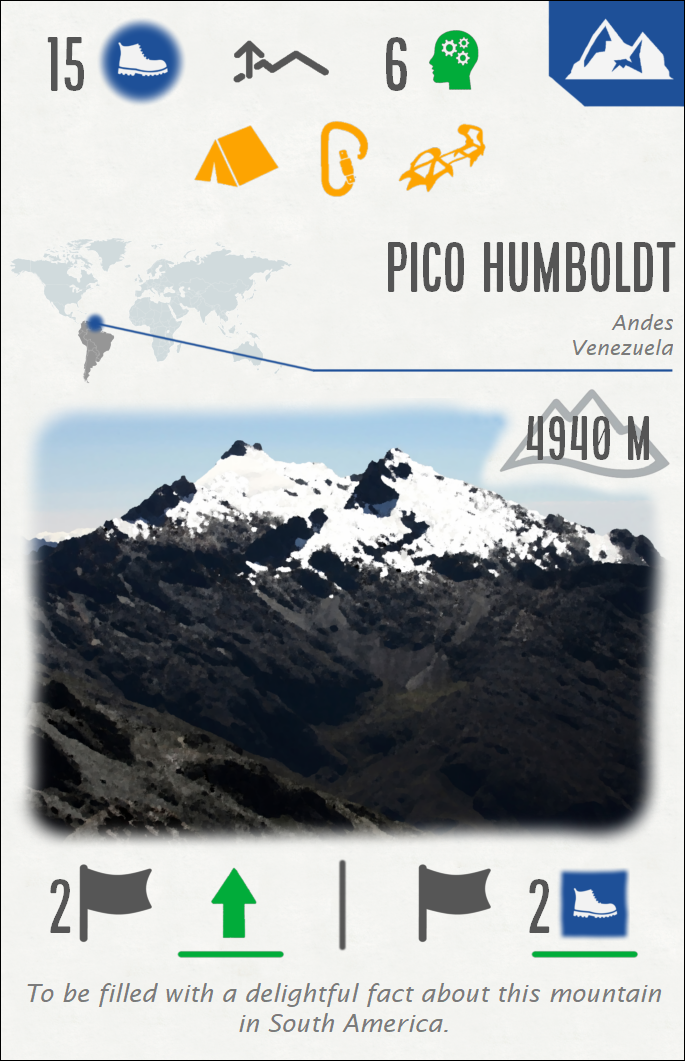 15 6
PICO HUMBOLDT
Andes
Venezuela
4940 M
2 2
To be filled with a delightful fact about this mountain
in South America.